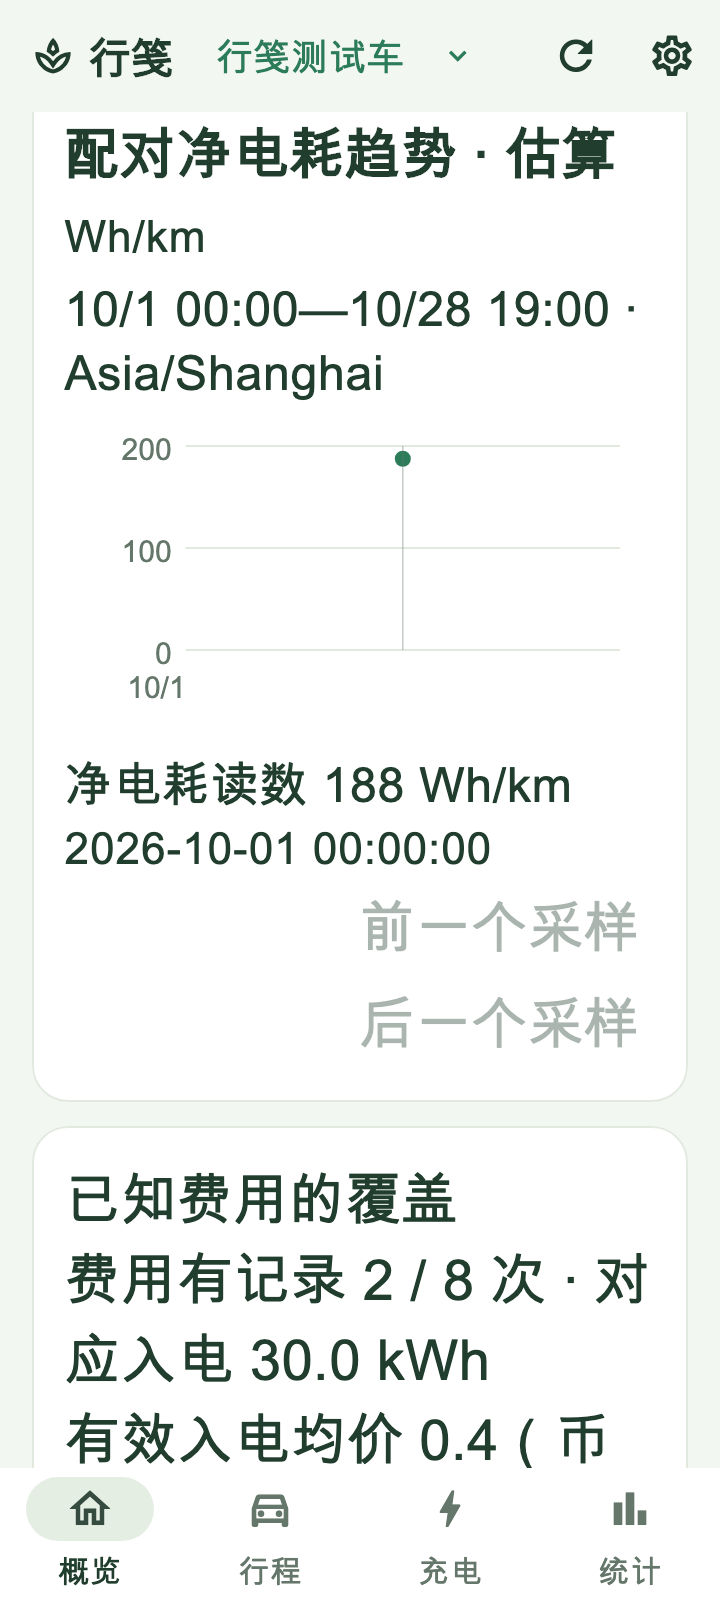 行笺 行笺测试车
配对净电耗趋势 · 估算
Wh/km
10/1 00:00—10/28 19:00 ·
Asia/Shanghai
200
100
0
10/1
净电耗读数 188 Wh/km
2026-10-01 00:00:00
前一个采样
后一个采样
已知费用的覆盖
费用有记录 2 / 8 次 · 对
应入电 30.0 kWh
有效入电均价 0.4（ 币
概览 行程 充电 统计